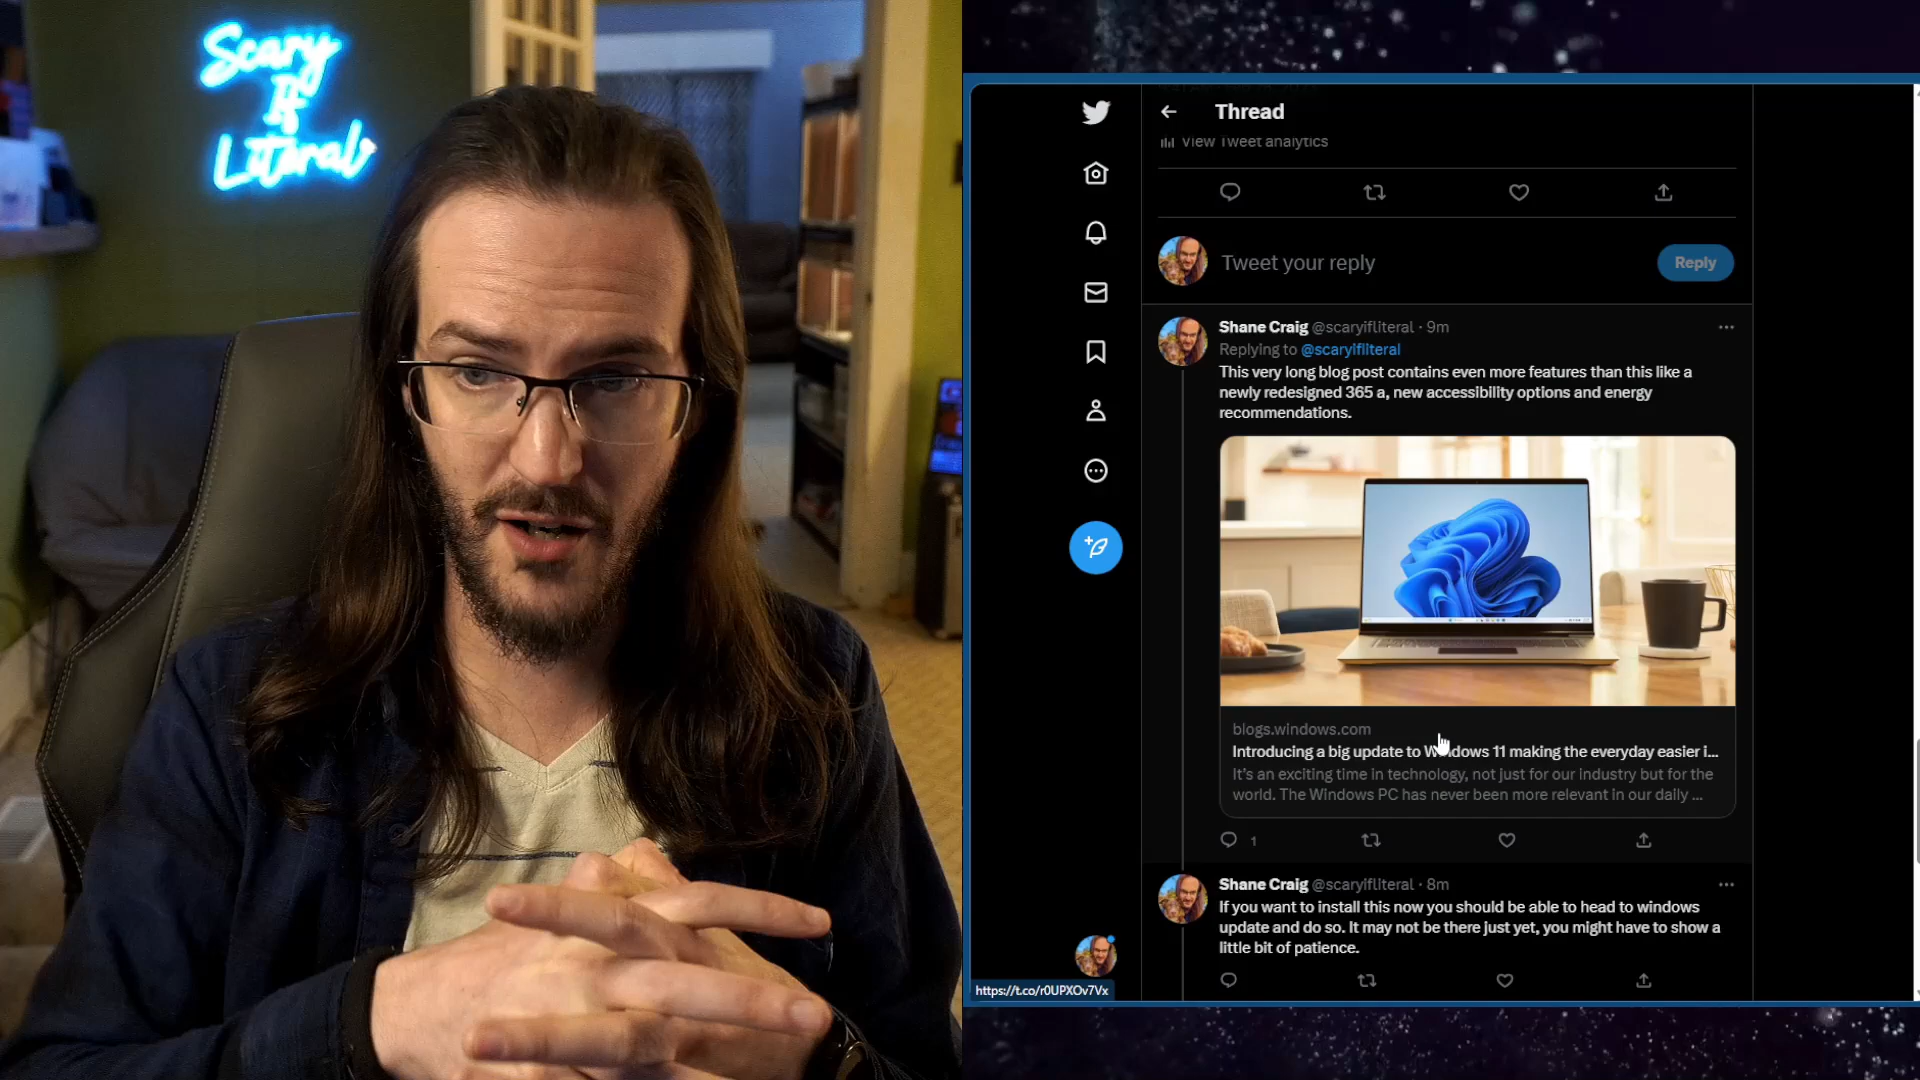 Scary
If
Literal
Thread
View Tweet analytics
Tweet your reply
Reply
Shane Craig @scaryifliteral · 9m
Replying to @scaryifliteral
This very long blog post contains even more features than this like a
newly redesigned 365 a, new accessibility options and energy
recommendations.
blogs.windows.com
Introducing a big update to Windows 11 making the everyday easier i...
It's an exciting time in technology, not just for our industry but for the
world. The Windows PC has never been more relevant in our daily ...
1
Shane Craig @scaryifliteral · 8m
If you want to install this now you should be able to head to windows
update and do so. It may not be there just yet, you might have to show a
little bit of patience.
https://t.co/r0UPXOv7Vx